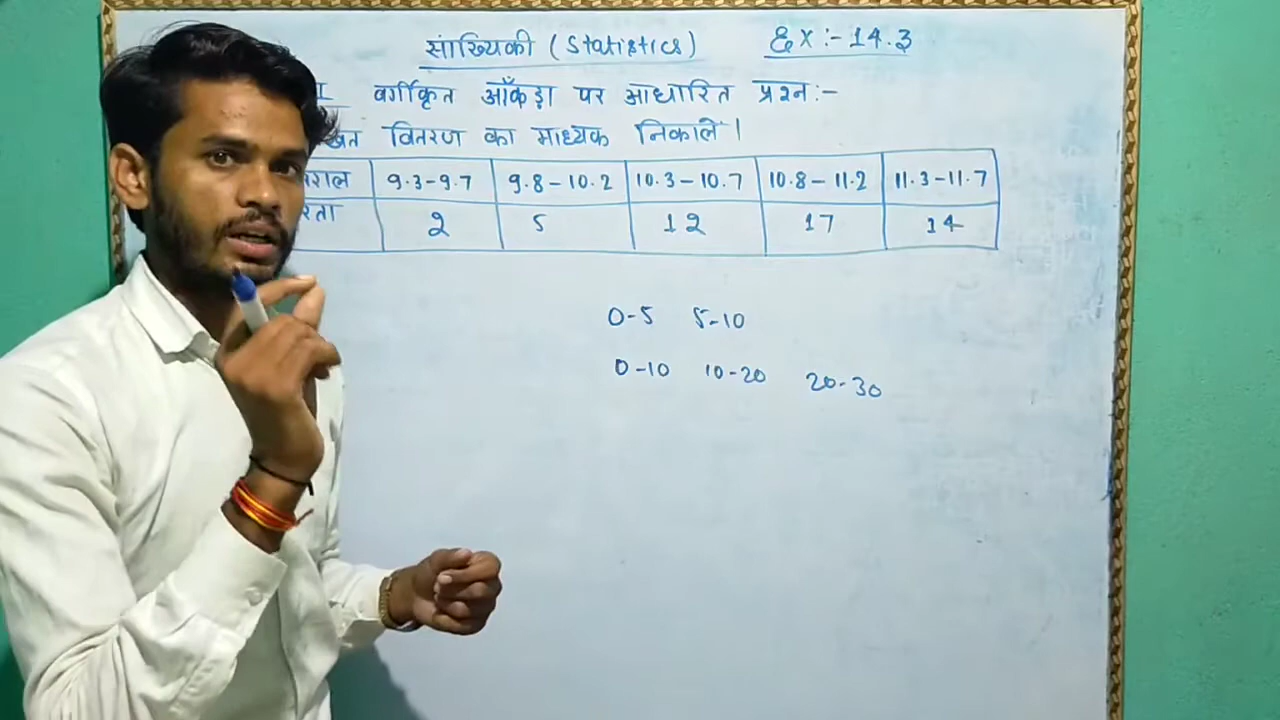 सांख्यिकी (Statistics) Ex:- 14.3
वर्गीकृत आँकड़ा पर आधारित प्रश्न:-
वितरण का माध्यक निकालें।
9.3-9.7 9.8-10.2 10.3-10.7 10.8-11.2 11.3-11.7
2 5 12 17 14
0-5 5-10
0-10 10-20 20-30